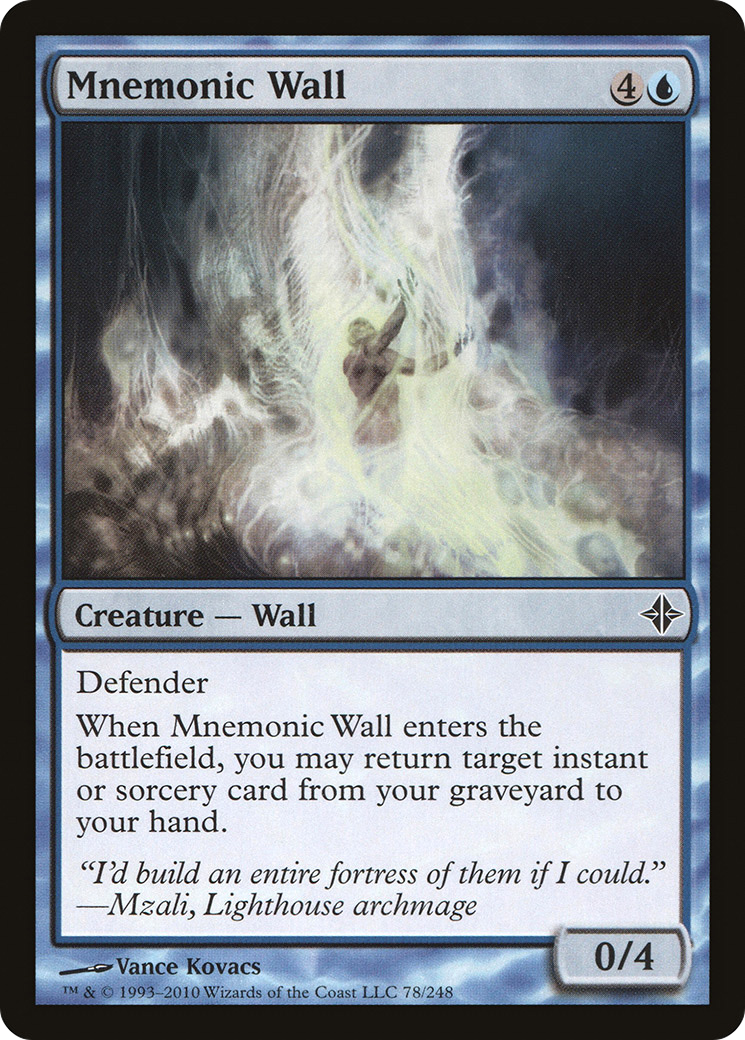 Mnemonic Wall 4
Creature — Wall
Defender
When Mnemonic Wall enters the
battlefield, you may return target instant
or sorcery card from your graveyard to
your hand.
“I’d build an entire fortress of them if I could.”
—Mzali, Lighthouse archmage
0/4
Vance Kovacs
™ & © 1993–2010 Wizards of the Coast LLC 78/248